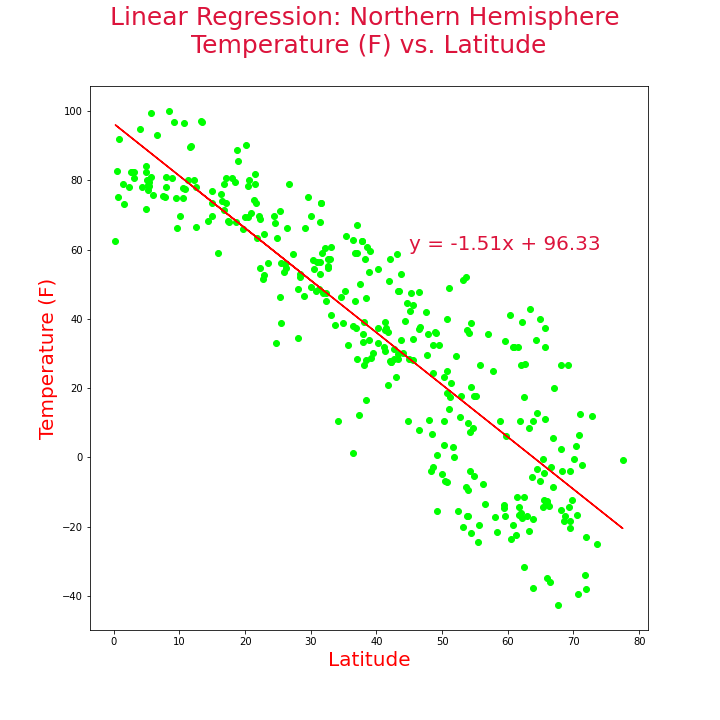 Linear Regression: Northern Hemisphere
Temperature (F) vs. Latitude
100
80
60
40
20
0
−20
−40
Temperature (F)
y = -1.51x + 96.33
0 10 20 30 40 50 60 70 80
Latitude